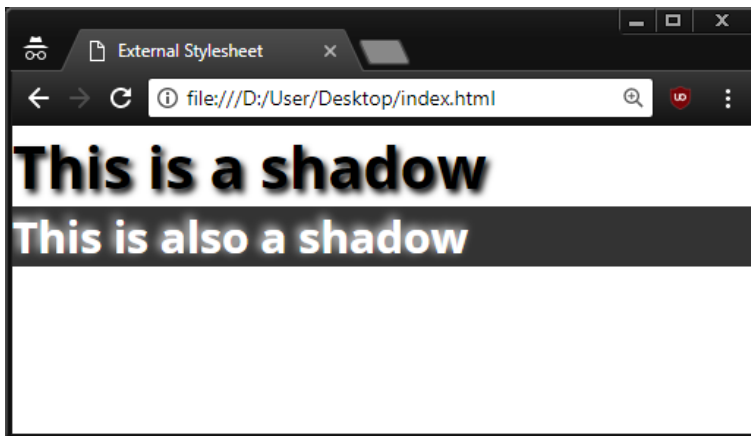 External Stylesheet
file:///D:/User/Desktop/index.html
This is a shadow
This is also a shadow